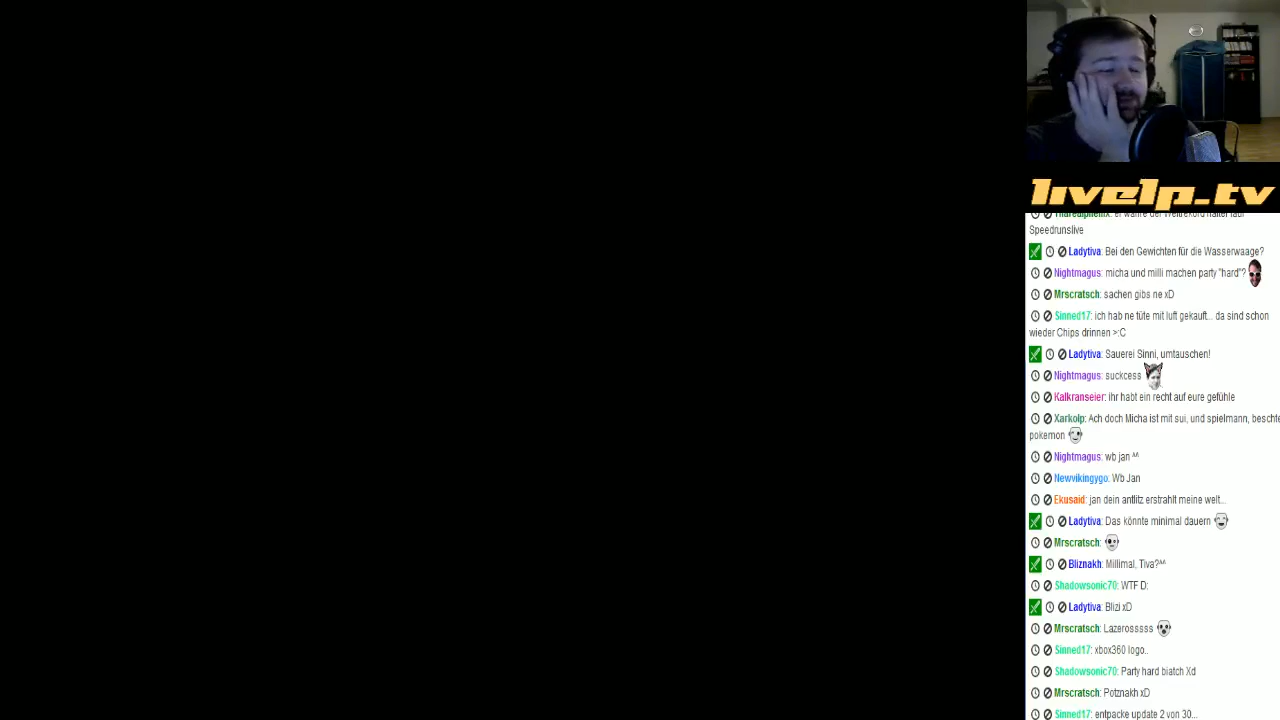 livelp.tv
Speedrunslive
Ladytiva: Bei den Gewichten für die Wasserwaage?
Nightmagus: micha und milli machen party "hard"?
Mrscratsch: sachen gibs ne xD
Sinned17: ich hab ne tüte mit luft gekauft... da sind schon
wieder Chips drinnen >:C
Ladytiva: Sauerei Sinni, umtauschen!
Nightmagus: suckcess
Kalkranseier: ihr habt ein recht auf eure gefühle
Xarkolp: Ach doch Micha ist mit sui, und spielmann, beschte
pokemon
Nightmagus: wb jan ^^
Newvikingygo: Wb Jan
Ekusaid: jan dein antlitz erstrahlt meine welt...
Ladytiva: Das könnte minimal dauern
Mrscratsch:
Bliznakh: Millimal, Tiva?^^
Shadowsonic70: WTF D:
Ladytiva: Blizi xD
Mrscratsch: Lazerosssss
Sinned17: xbox360 logo..
Shadowsonic70: Party hard biatch Xd
Mrscratsch: Potznakh xD
Sinned17: entpacke update 2 von 30...